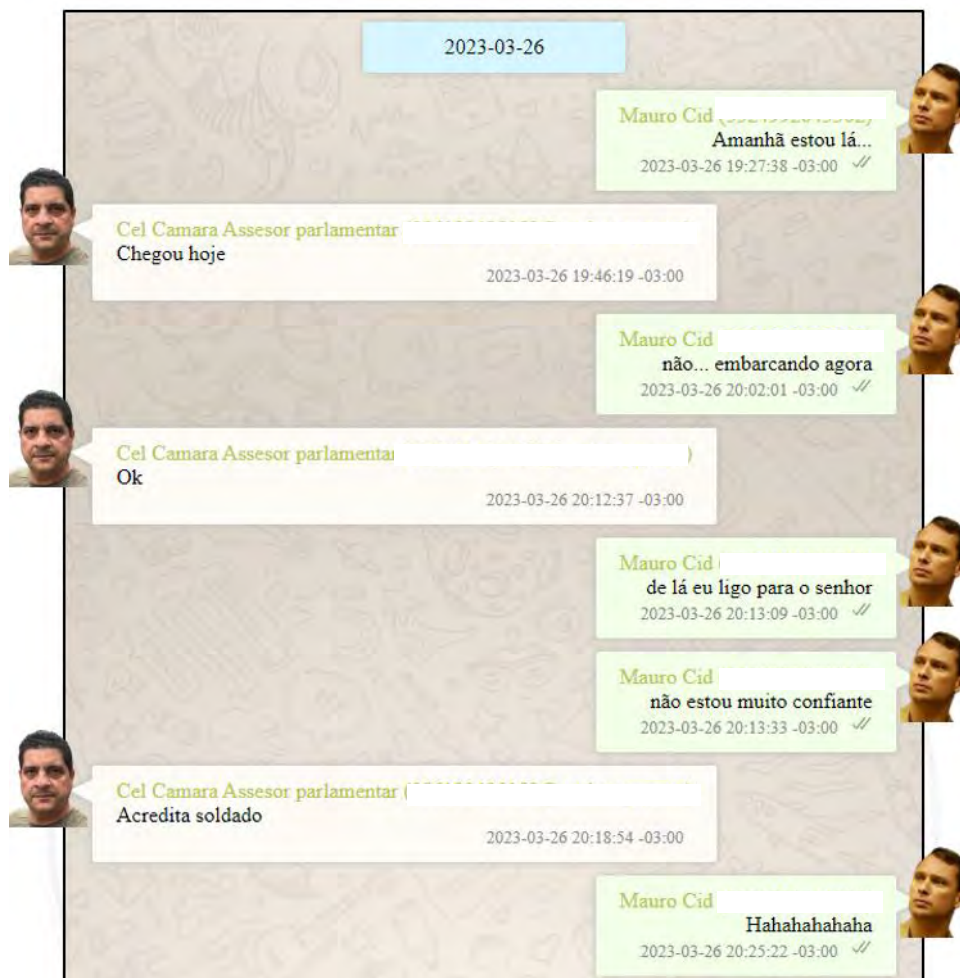 2023-03-26
Mauro Cid
Amanhã estou lá...
2023-03-26 19:27:38 -03:00
Cel Camara Assesor parlamentar
Chegou hoje
2023-03-26 19:46:19 -03:00
Mauro Cid
não... embarcando agora
2023-03-26 20:02:01 -03:00
Cel Camara Assesor parlamentar
Ok
2023-03-26 20:12:37 -03:00
Mauro Cid (
de lá eu ligo para o senhor
2023-03-26 20:13:09 -03:00
Mauro Cid
não estou muito confiante
2023-03-26 20:13:33 -03:00
Cel Camara Assesor parlamentar (
Acredita soldado
2023-03-26 20:18:54 -03:00
Mauro Cid
Hahahahahaha
2023-03-26 20:25:22 -03:00